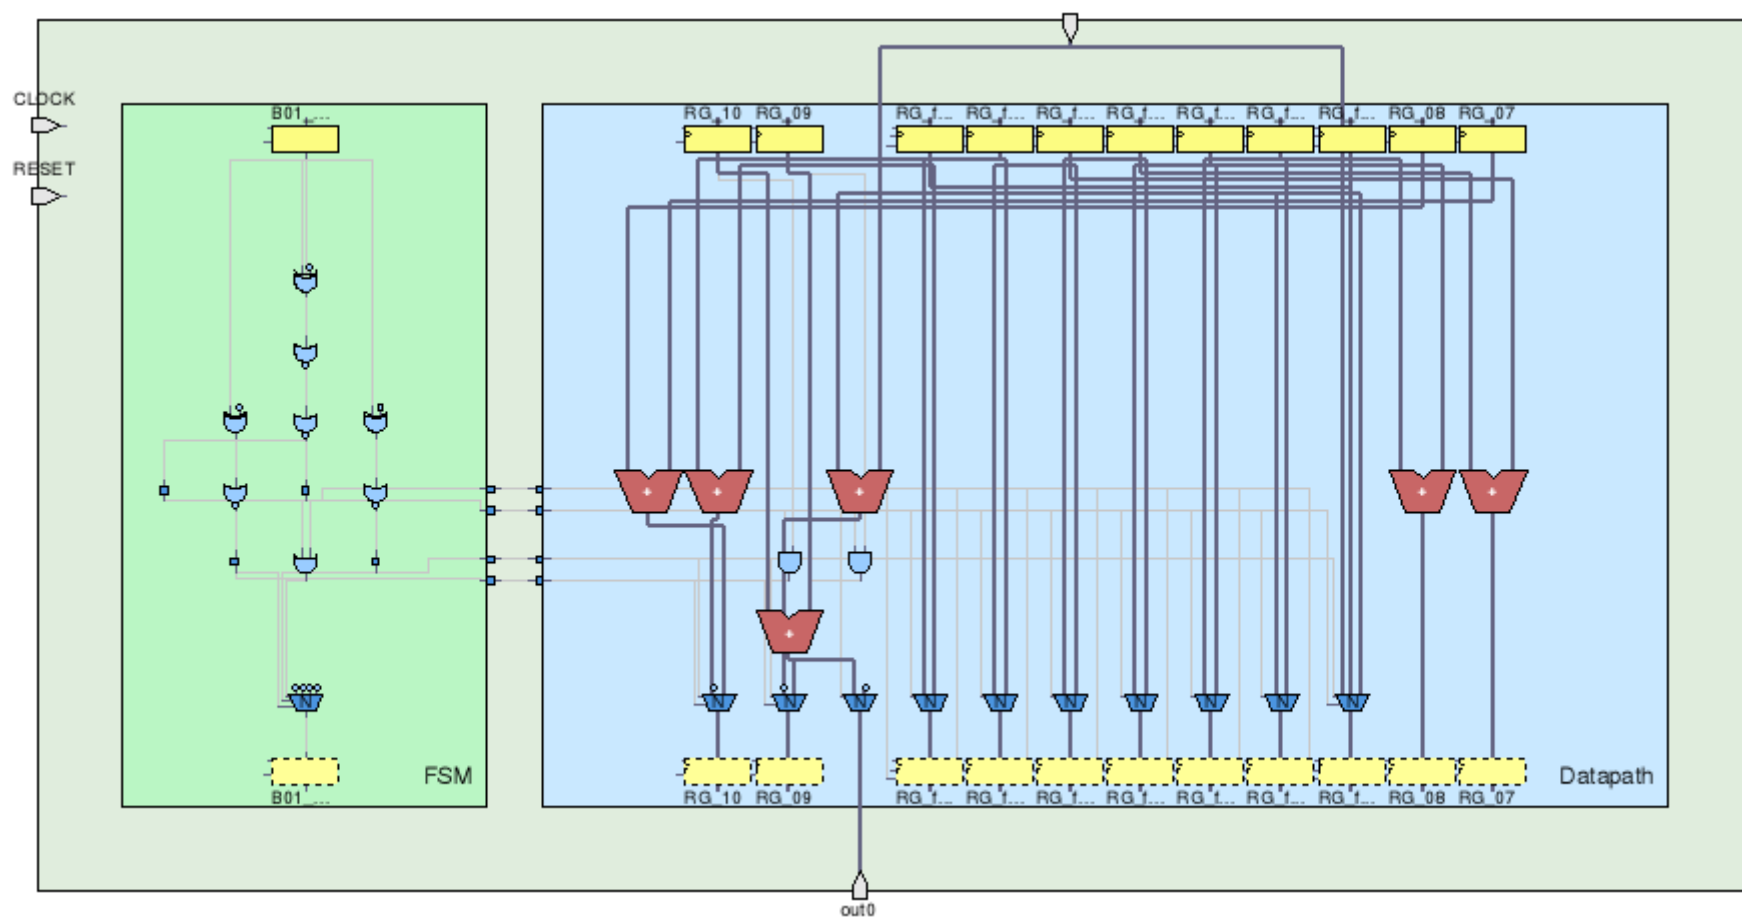 CLOCK
RESET
B01_...
RG_10 RG_09 RG_f... RG_f... RG_f... RG_f... RG_f... RG_f... RG_f... RG_08 RG_07
+ + + + +
+
N N N N N N N N N N N
FSM
Datapath
B01_...
RG_10 RG_09 RG_f... RG_f... RG_f... RG_f... RG_f... RG_f... RG_f... RG_08 RG_07
out0